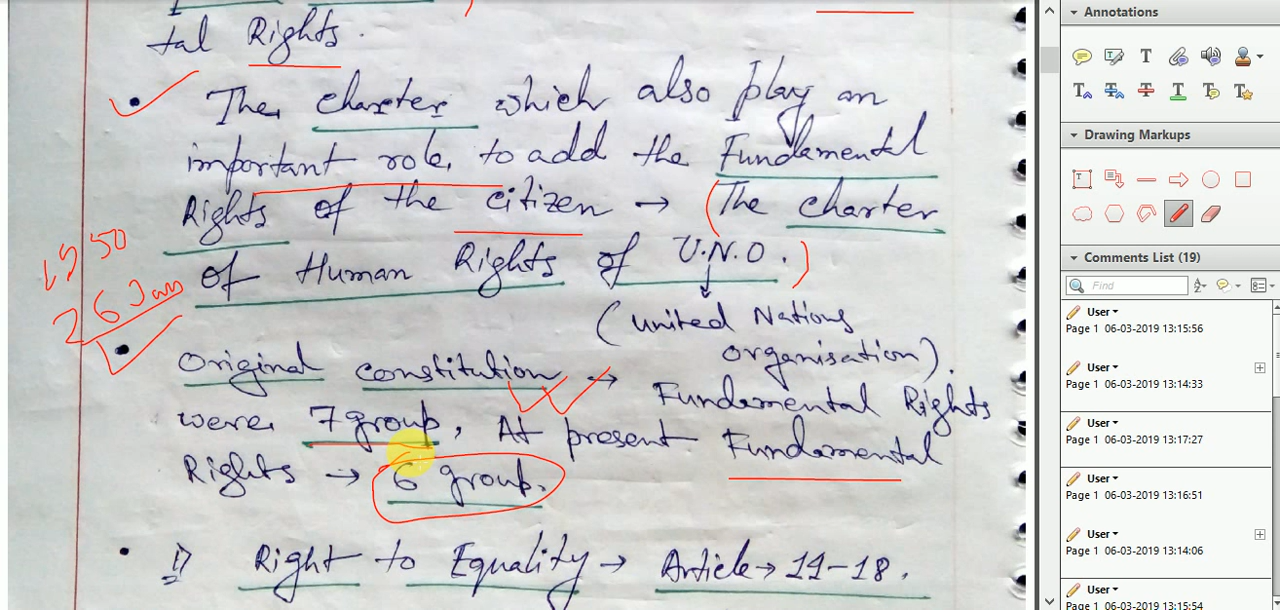 tal Rights.
• The charter which also play an
important role, to add the Fundamental
Rights of the citizen → (The charter
of Human Rights of U.N.O.)
(United Nations
organisation).
1950
26 Jan
• Original constitution → Fundamental Rights
were 7 group, At present Fundamental
Rights → 6 group.
• 1) Right to Equality → Article → 14-18.
Annotations
Drawing Markups
Comments List (19)
Find
User
Page 1 06-03-2019 13:15:56
User
Page 1 06-03-2019 13:14:33
User
Page 1 06-03-2019 13:17:27
User
Page 1 06-03-2019 13:16:51
User
Page 1 06-03-2019 13:14:06
User
Page 1 06-03-2019 13:15:54